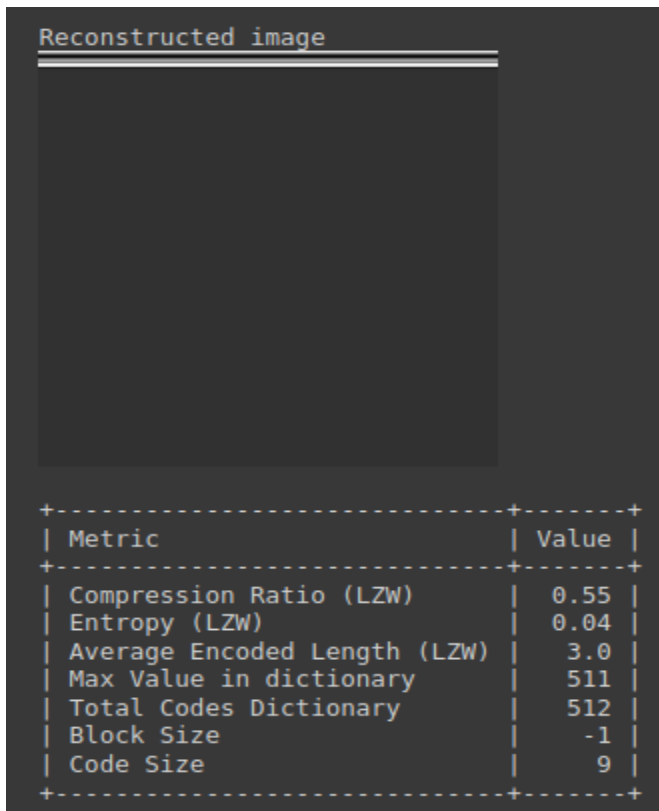 Reconstructed image
+------------------------------+-------+
| Metric                       | Value |
+------------------------------+-------+
| Compression Ratio (LZW)      |  0.55 |
| Entropy (LZW)                |  0.04 |
| Average Encoded Length (LZW) |   3.0 |
| Max Value in dictionary      |   511 |
| Total Codes Dictionary       |   512 |
| Block Size                   |    -1 |
| Code Size                    |     9 |
+------------------------------+-------+